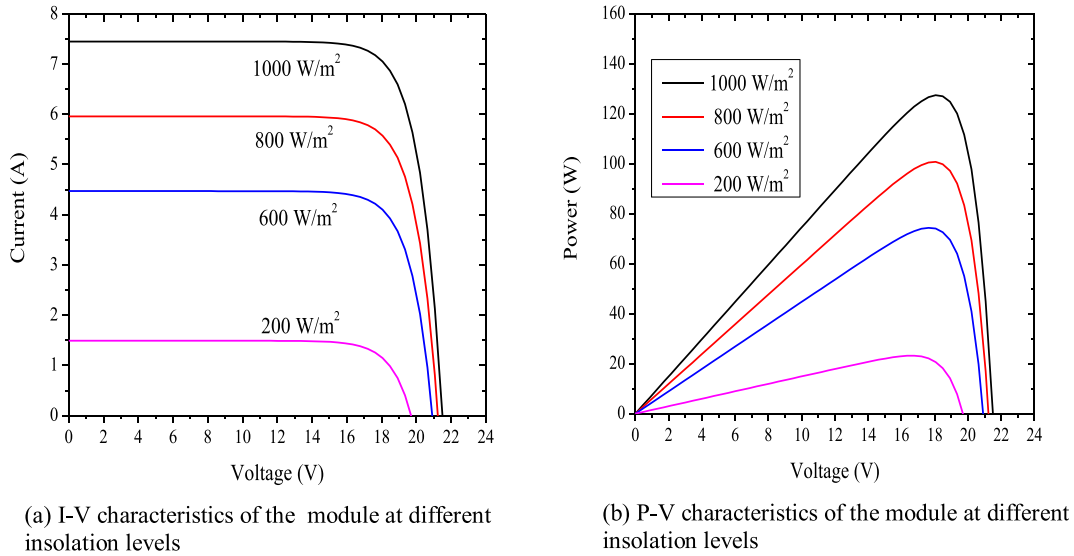 8
7
6
5
4
3
2
1
0
Current (A)
1000 W/m²
800 W/m²
600 W/m²
200 W/m²
0 2 4 6 8 10 12 14 16 18 20 22 24
Voltage (V)
(a) I-V characteristics of the module at different
insolation levels
160
140
120
100
80
60
40
20
0
Power (W)
1000 W/m²
800 W/m²
600 W/m²
200 W/m²
0 2 4 6 8 10 12 14 16 18 20 22 24
Voltage (V)
(b) P-V characteristics of the module at different
insolation levels